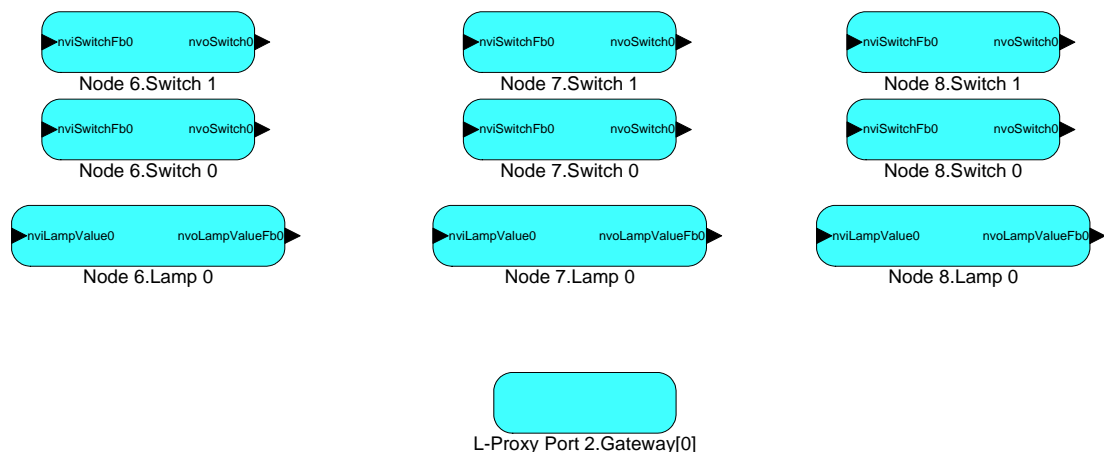 nviSwitchFb0 nvoSwitch0 nviSwitchFb0 nvoSwitch0 nviSwitchFb0 nvoSwitch0
Node 6.Switch 1 Node 7.Switch 1 Node 8.Switch 1
nviSwitchFb0 nvoSwitch0 nviSwitchFb0 nvoSwitch0 nviSwitchFb0 nvoSwitch0
Node 6.Switch 0 Node 7.Switch 0 Node 8.Switch 0
nviLampValue0 nvoLampValueFb0 nviLampValue0 nvoLampValueFb0 nviLampValue0 nvoLampValueFb0
Node 6.Lamp 0 Node 7.Lamp 0 Node 8.Lamp 0
L-Proxy Port 2.Gateway[0]